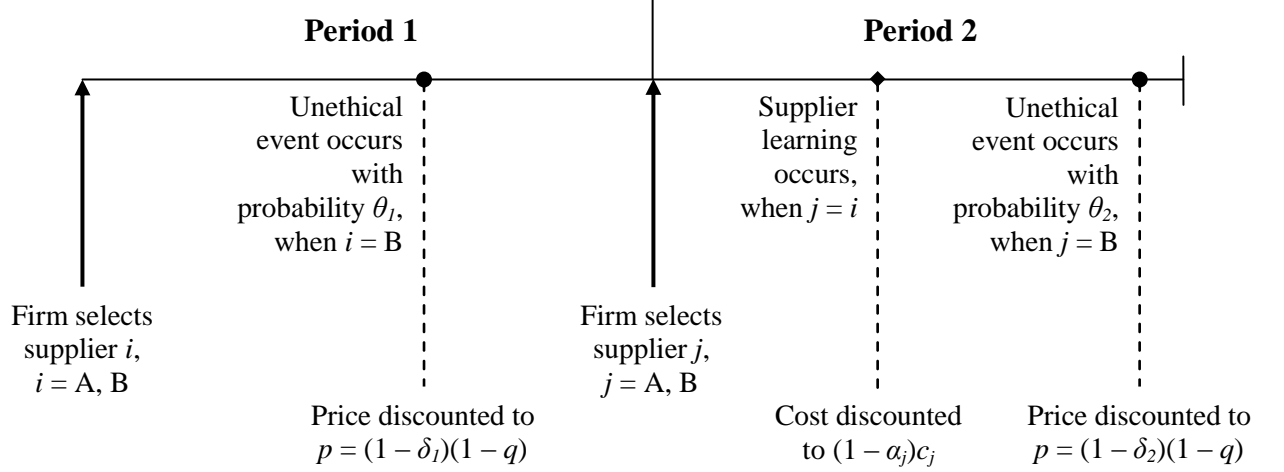 Period 1
Period 2
Unethical
event occurs
with
probability θ₁,
when i = B
Supplier
learning
occurs,
when j = i
Unethical
event occurs
with
probability θ₂,
when j = B
Firm selects
supplier i,
i = A, B
Firm selects
supplier j,
j = A, B
Price discounted to
p = (1 – δ₁)(1 – q)
Cost discounted
to (1 – αⱼ)cⱼ
Price discounted to
p = (1 – δ₂)(1 – q)